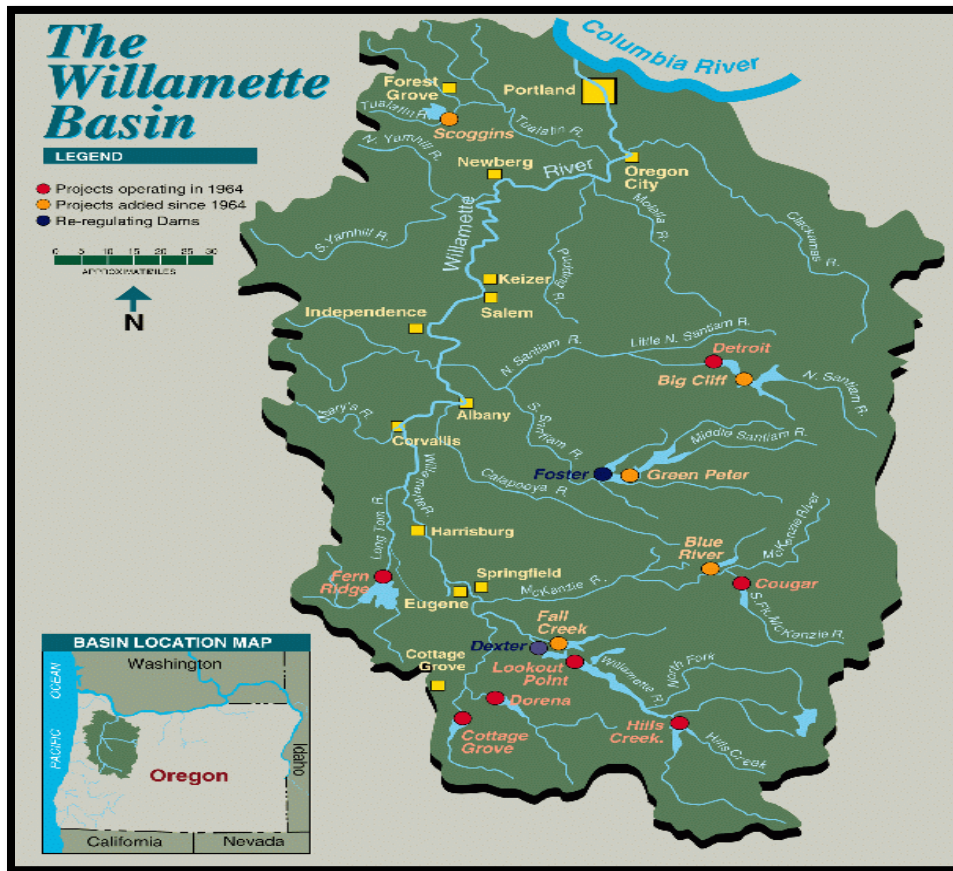 The
Willamette
Basin
LEGEND
Projects operating in 1964
Projects added since 1964
Re-regulating Dams
0 5 10 15 20 25 30
N
Columbia River
Forest
Grove
Portland
Tualatin R.
Scoggins
Tualatin R.
N. Yamhill R.
Newberg
River
Oregon
City
Willamette
Molalla R.
Clackamas R.
S. Yamhill R.
Pudding R.
Keizer
Salem
Independence
N. Santiam R.
Little N. Santiam R.
Detroit
Big Cliff
N. Santiam R.
Albany
Mary's R.
Corvallis
S. Santiam R.
Middle Santiam R.
Foster
Green Peter
Calapooya R.
Willamette R.
Long Tom R.
Harrisburg
McKenzie River
Blue
River
Fern
Ridge
Springfield
McKenzie R.
Cougar
Eugene
S. Fk. McKenzie R.
Fall
Creek
Dexter
Lookout
Point
Willamette R.
North Fork
Cottage
Grove
Dorena
Cottage
Grove
Hills
Creek.
Hills Creek
BASIN LOCATION MAP
Washington
PACIFIC OCEAN
Oregon
Idaho
California
Nevada